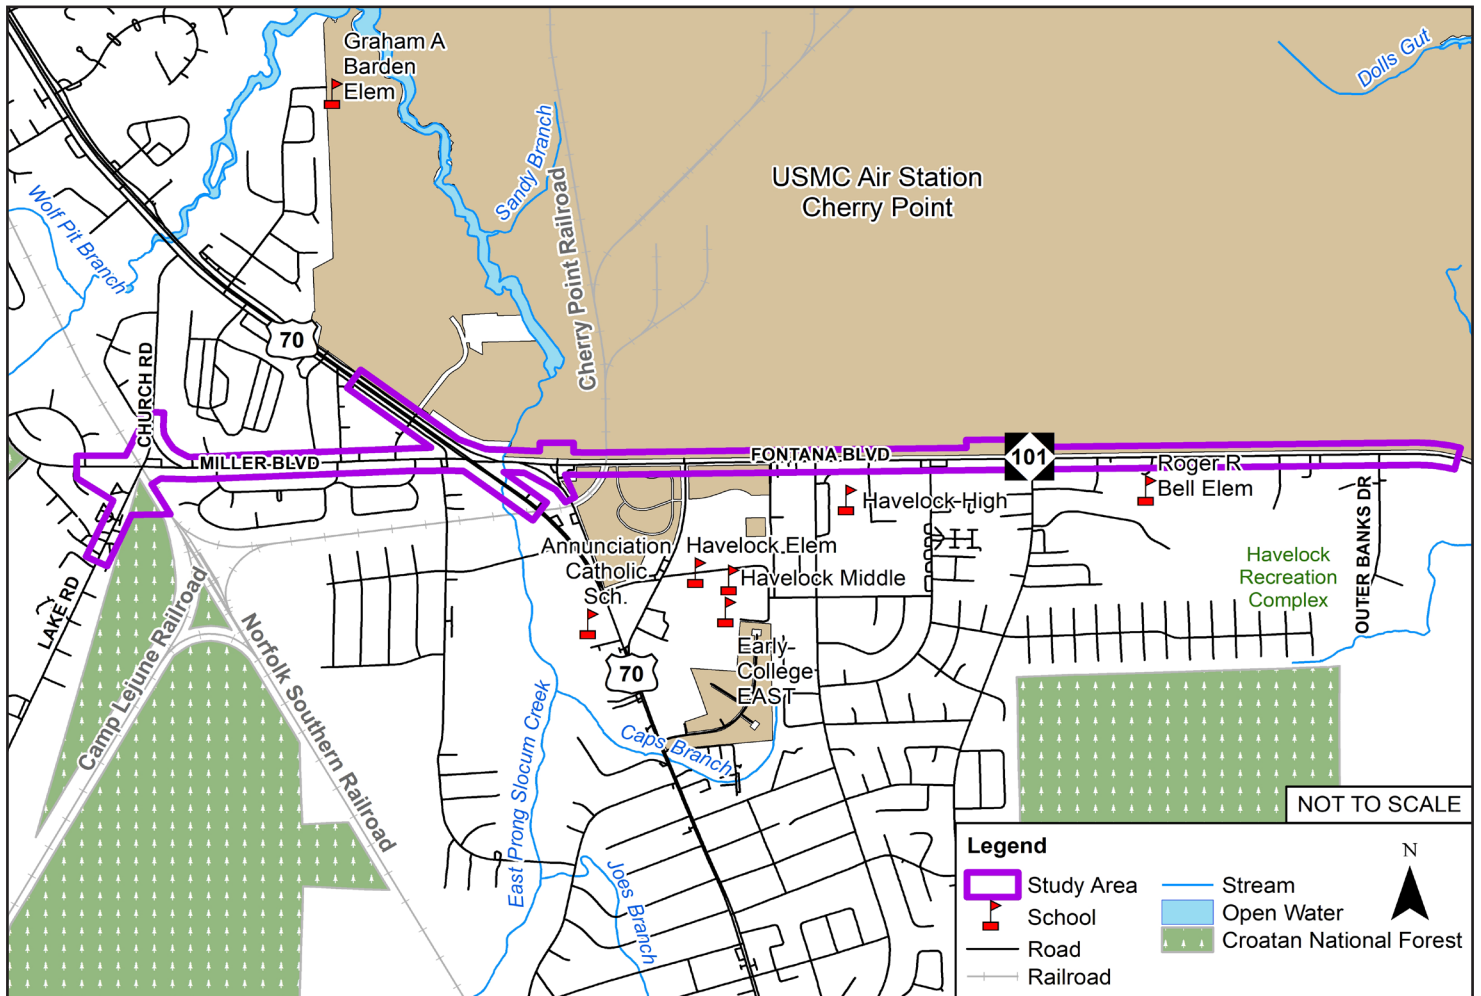 Graham A
Barden
Elem
Dolls Gut
Sandy Branch
USMC Air Station
Cherry Point
Wolf Pit Branch
Cherry Point Railroad
70
CHURCH RD
MILLER BLVD
FONTANA BLVD
101
Roger R
Bell Elem
Havelock High
OUTER BANKS DR
Annunciation
Catholic
Sch.
Havelock Elem
Havelock Middle
Havelock
Recreation
Complex
LAKE RD
Camp Lejune Railroad
Norfolk Southern Railroad
70
Early
College
EAST
East Prong Slocum Creek
Caps Branch
Joes Branch
NOT TO SCALE
Legend
Study Area
School
Road
Railroad
Stream
Open Water
Croatan National Forest
N